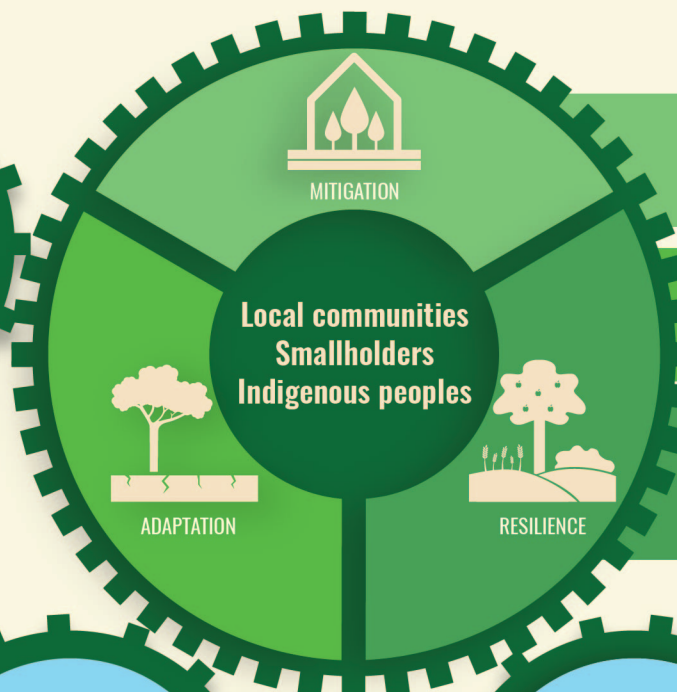 MITIGATION
Local communities
Smallholders
Indigenous peoples
ADAPTATION
RESILIENCE